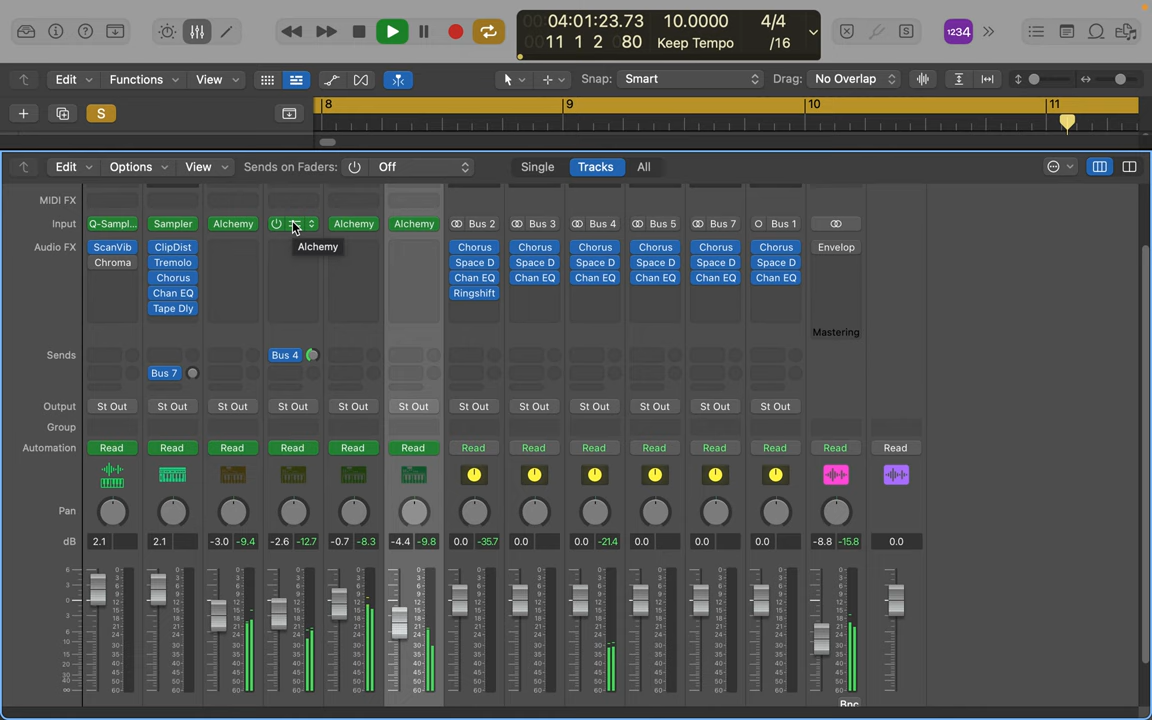 04:01:23.73 10.0000 4/4
0011 1 2 080 Keep Tempo /16
1234
Edit Functions View Snap: Smart Drag: No Overlap
S 8 9 10 11
Edit Options View Sends on Faders: Off Single Tracks All
MIDI FX
Input Q-Sampl... Sampler Alchemy Alchemy Alchemy Bus 2 Bus 3 Bus 4 Bus 5 Bus 7 Bus 1
Audio FX ScanVib ClipDist Alchemy Chorus Chorus Chorus Chorus Chorus Chorus Envelop
Chroma Tremolo Space D Space D Space D Space D Space D Space D
Chorus Chan EQ Chan EQ Chan EQ Chan EQ Chan EQ Chan EQ
Chan EQ Ringshift
Tape Dly
Mastering
Sends Bus 4
Bus 7
Output St Out St Out St Out St Out St Out St Out St Out St Out St Out St Out St Out St Out
Group
Automation Read Read Read Read Read Read Read Read Read Read Read Read Read Read
Pan
dB 2.1 2.1 -3.0 -9.4 -2.6 -12.7 -0.7 -8.3 -4.4 -9.8 0.0 -35.7 0.0 0.0 -21.4 0.0 0.0 0.0 -8.8 -15.8 0.0
Bnc